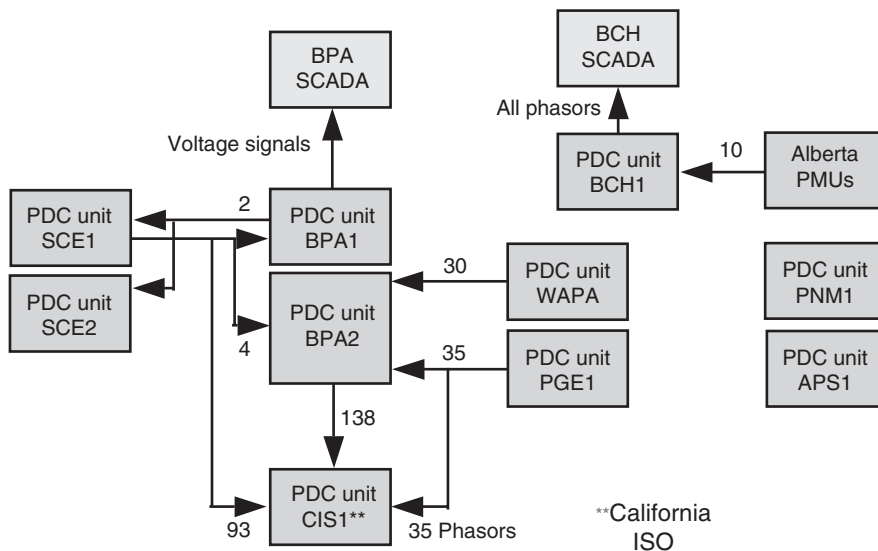 BPA
SCADA
BCH
SCADA
Voltage signals
All phasors
PDC unit
BCH1
10
Alberta
PMUs
PDC unit
SCE1
2
PDC unit
BPA1
PDC unit
SCE2
4
PDC unit
BPA2
30
PDC unit
WAPA
PDC unit
PNM1
35
PDC unit
PGE1
PDC unit
APS1
138
93
PDC unit
CIS1**
35 Phasors
**California
ISO